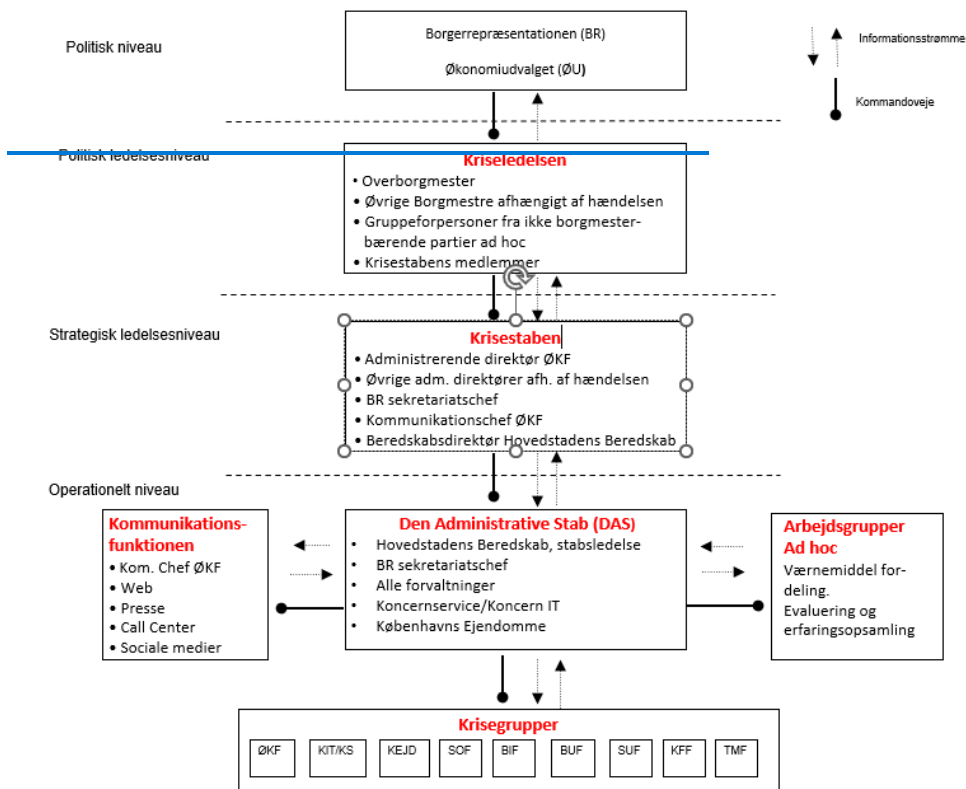 Politisk niveau
Borgerrepræsentationen (BR)
Økonomiudvalget (ØU)
Informationsstrømme
Kommandoveje
Politisk ledelsesniveau
Kriseledelsen
• Overborgmester
• Øvrige Borgmestre afhængigt af hændelsen
• Gruppeforpersoner fra ikke borgmester-
bærende partier ad hoc
• Krisestabens medlemmer
Strategisk ledelsesniveau
Krisestaben
• Administrerende direktør ØKF
• Øvrige adm. direktører afh. af hændelsen
• BR sekretariatschef
• Kommunikationschef ØKF
• Beredskabsdirektør Hovedstadens Beredskab
Operationelt niveau
Kommunikations-
funktionen
• Kom. Chef ØKF
• Web
• Presse
• Call Center
• Sociale medier
Den Administrative Stab (DAS)
• Hovedstadens Beredskab, stabsledelse
• BR sekretariatschef
• Alle forvaltninger
• Koncernservice/Koncern IT
• Københavns Ejendomme
Arbejdsgrupper
Ad hoc
Værnemiddel for-
deling.
Evaluering og
erfaringsopsamling
Krisegrupper
ØKF KIT/KS KEJD SOF BIF BUF SUF KFF TMF